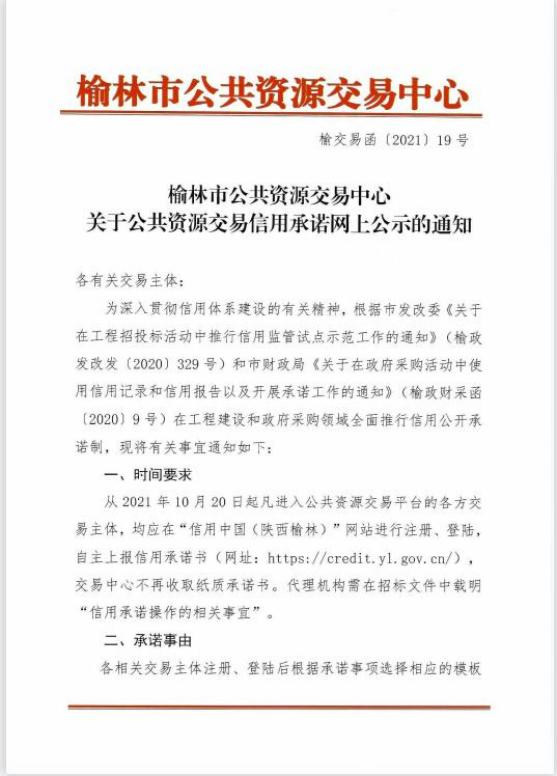 榆林市公共资源交易中心
榆交易函〔2021〕19号
榆林市公共资源交易中心
关于公共资源交易信用承诺网上公示的通知
各有关交易主体：
为深入贯彻信用体系建设的有关精神，根据市发改委《关于
在工程招投标活动中推行信用监管试点示范工作的通知》（榆政
发改发〔2020〕329号）和市财政局《关于在政府采购活动中使
用信用记录和信用报告以及开展承诺工作的通知》（榆政财采函
〔2020〕9号）在工程建设和政府采购领域全面推行信用公开承
诺制，现将有关事宜通知如下：
一、时间要求
从2021年10月20日起凡进入公共资源交易平台的各方交
易主体，均应在“信用中国（陕西榆林）”网站进行注册、登陆，
自主上报信用承诺书（网址：https://credit.yl.gov.cn/），
交易中心不再收取纸质承诺书。代理机构需在招标文件中载明
“信用承诺操作的相关事宜”。
二、承诺事由
各相关交易主体注册、登陆后根据承诺事项选择相应的模板